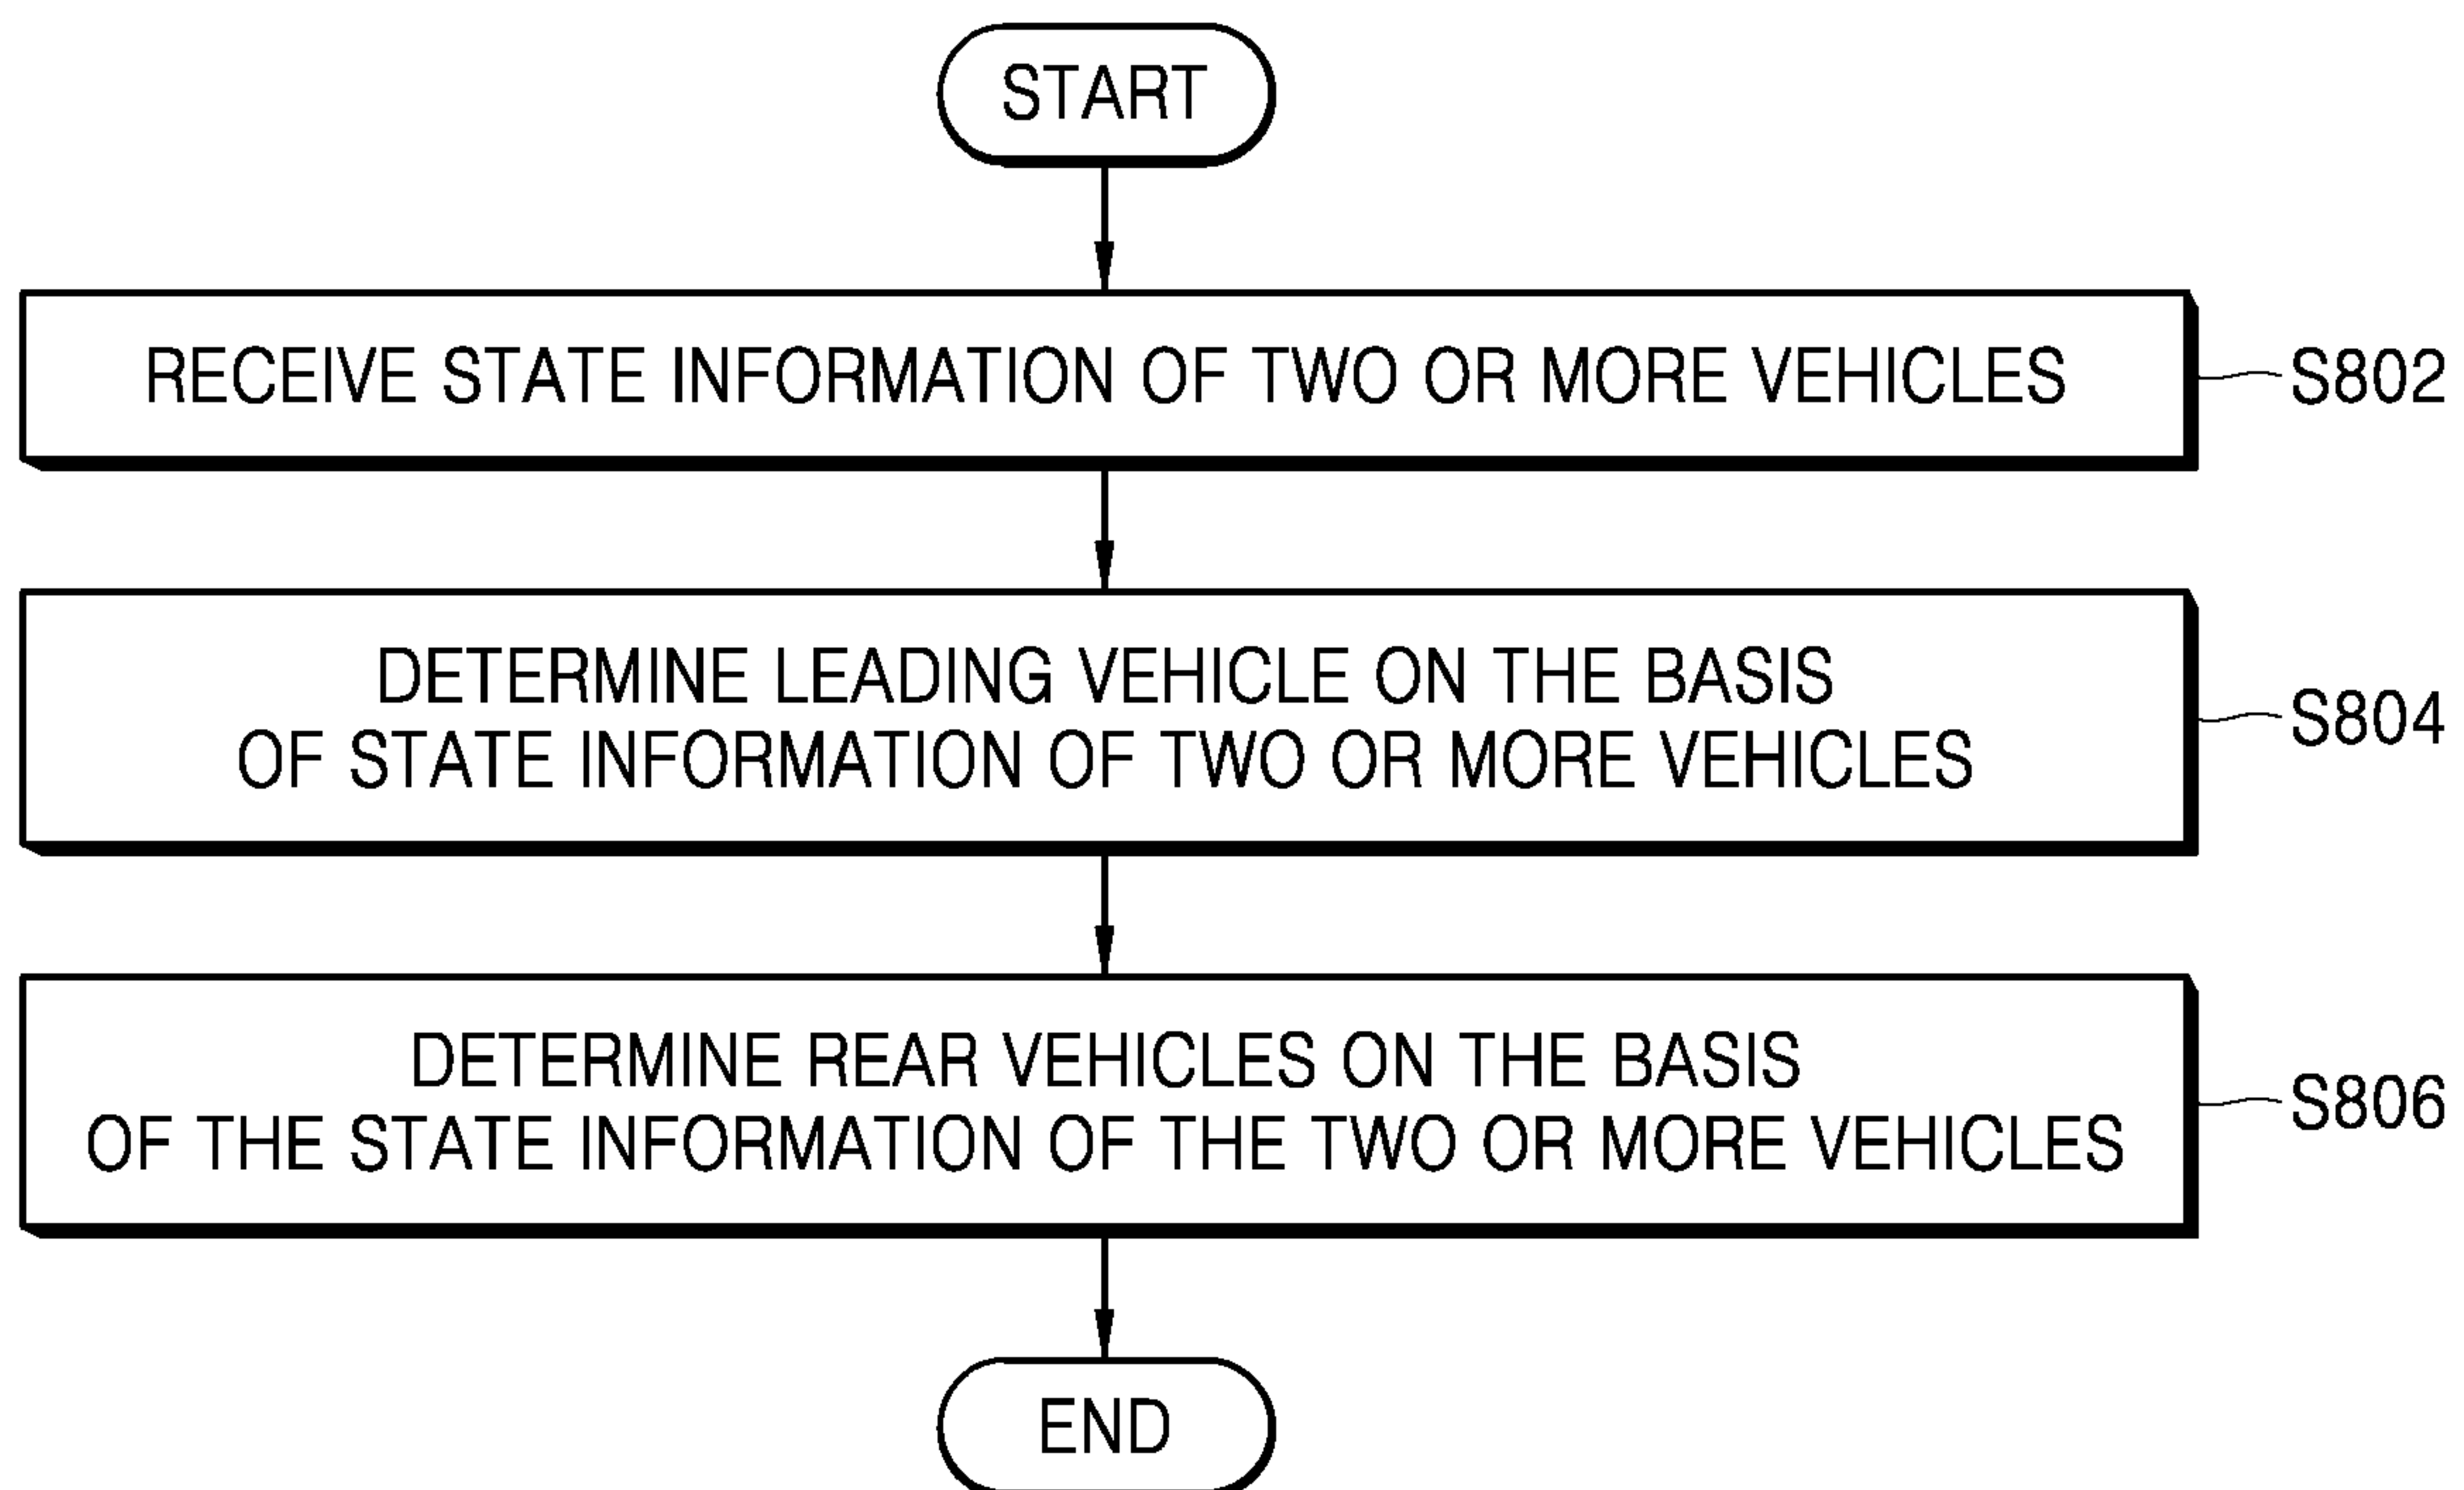 START
RECEIVE STATE INFORMATION OF TWO OR MORE VEHICLES
S802
DETERMINE LEADING VEHICLE ON THE BASIS
OF STATE INFORMATION OF TWO OR MORE VEHICLES
S804
DETERMINE REAR VEHICLES ON THE BASIS
OF THE STATE INFORMATION OF THE TWO OR MORE VEHICLES
S806
END